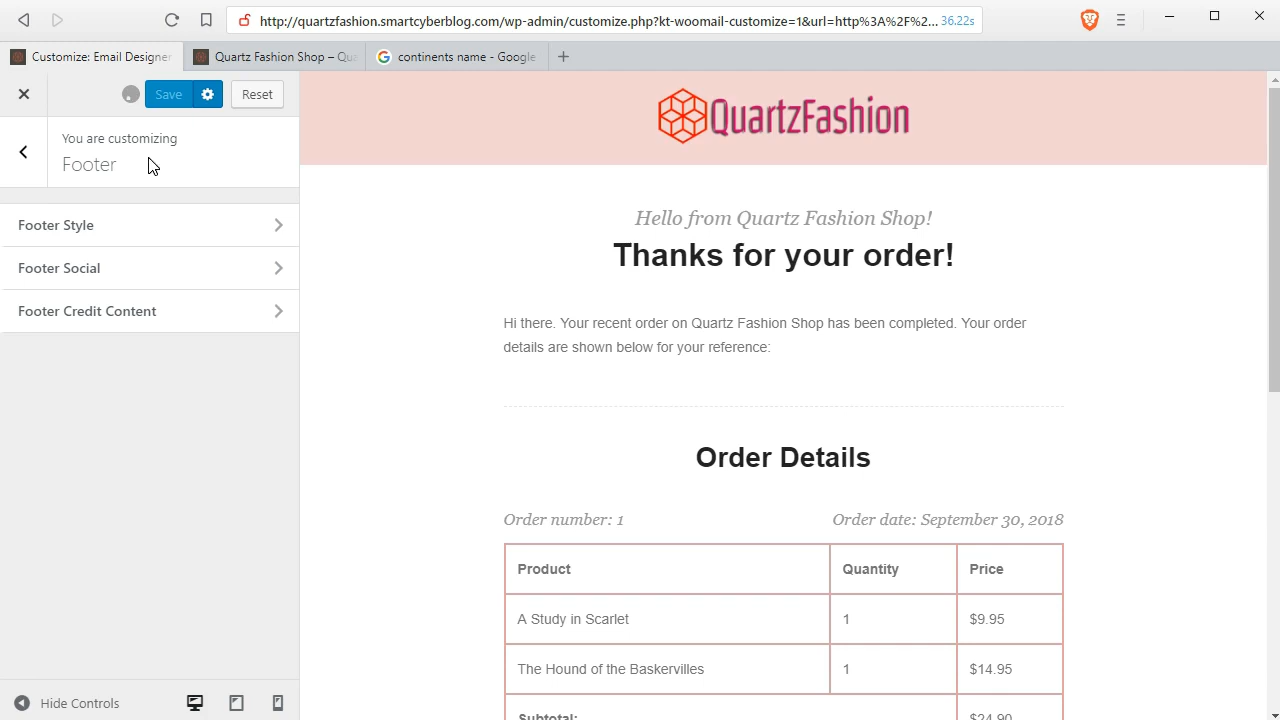 http://quartzfashion.smartcyberblog.com/wp-admin/customize.php?kt-woomail-customize=1&url=http%3A%2F%2... 36.22s
Customize: Email Designer
Quartz Fashion Shop – Qua
continents name - Google
Save
Reset
You are customizing
Footer
Footer Style
Footer Social
Footer Credit Content
Hide Controls
QuartzFashion
Hello from Quartz Fashion Shop!
Thanks for your order!
Hi there. Your recent order on Quartz Fashion Shop has been completed. Your order
details are shown below for your reference:
Order Details
Order number: 1 Order date: September 30, 2018
Product Quantity Price
A Study in Scarlet 1 $9.95
The Hound of the Baskervilles 1 $14.95
Subtotal: $24.90